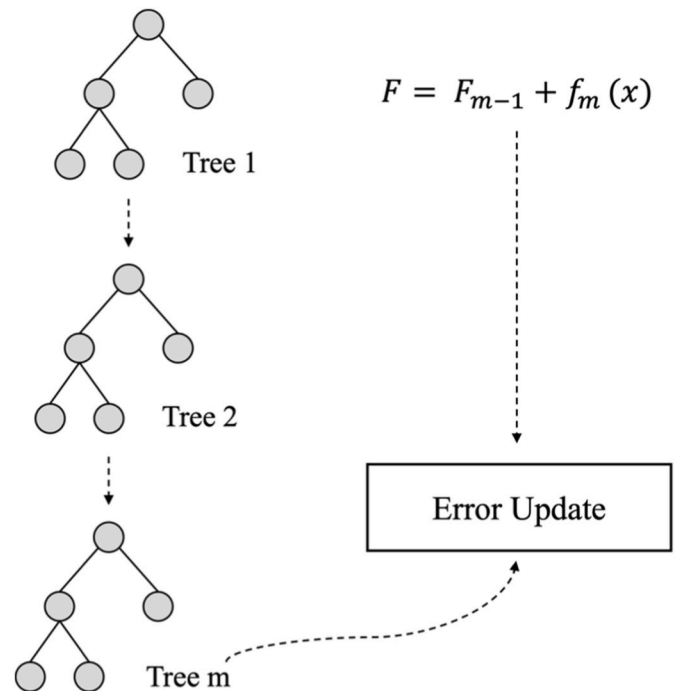 F = F_{m−1} + f_m (x)
Tree 1
Tree 2
Error Update
Tree m